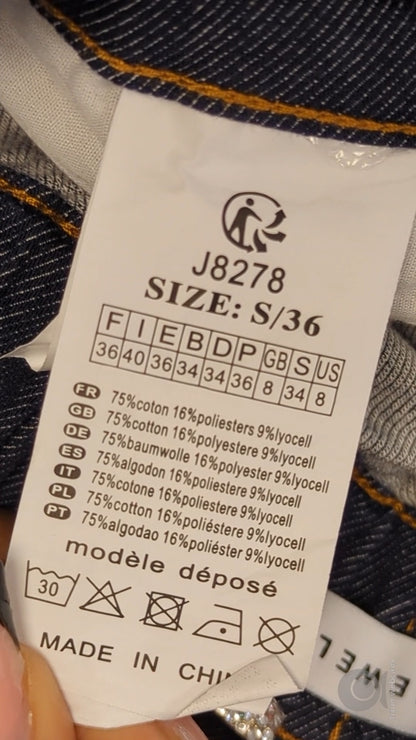 J8278
SIZE: S/36
F I E B D P GB S US
36 40 36 34 34 36 8 34 8
FR 75%coton 16%poliesters 9%lyocell
GB 75%cotton 16%polyestere 9%lyocell
DE 75%baumwolle 16%polyester 9%lyocell
ES 75%algodon 16%poliestere 9%lyocell
IT 75%cotone 16%poliestere 9%lyocell
PL 75%cotton 16%poliéstere 9%lyocell
PT 75%algodao 16%poliéster 9%lyocell
modèle déposé
30
MADE IN CHI